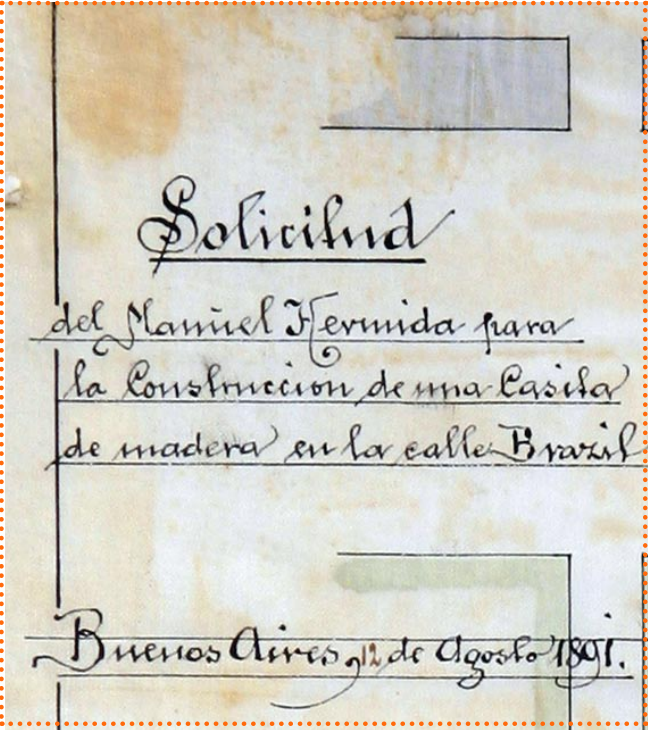 Solicitud
del Manuel Hermida para
la Construccion de una Casita
de madera en la calle Brazil
Buenos Aires, 12 de Agosto 1891.